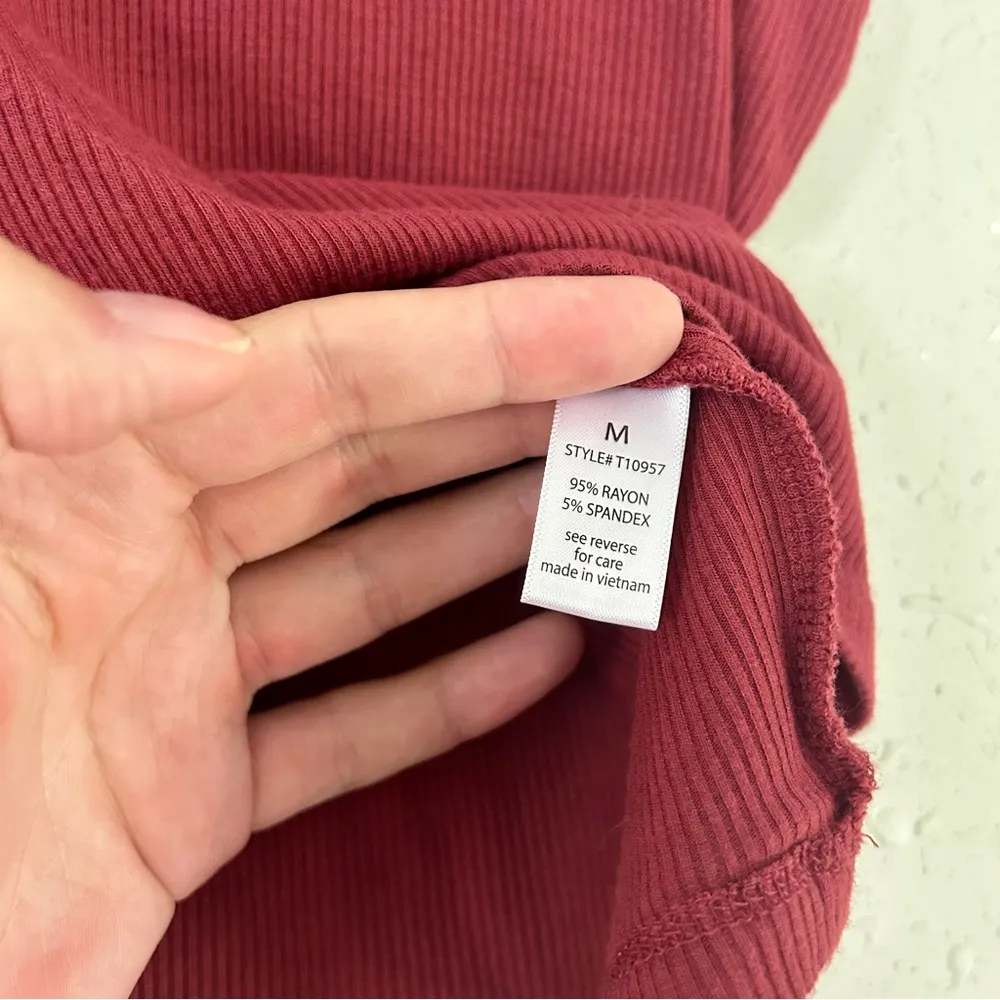 M
STYLE# T10957
95% RAYON
5% SPANDEX
see reverse
for care
made in vietnam